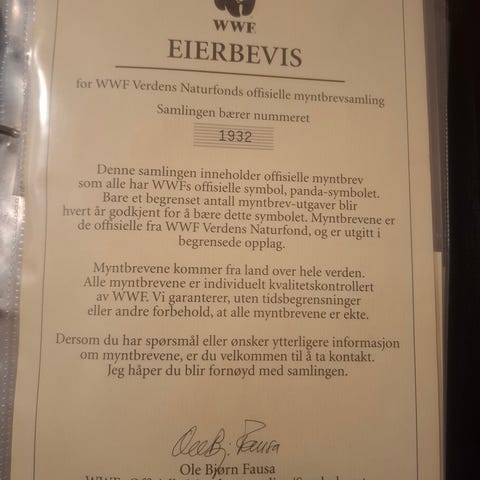 WWF
EIERBEVIS
for WWF Verdens Naturfonds offisielle myntbrevsamling
Samlingen bærer nummeret
1932
Denne samlingen inneholder offisielle myntbrev
som alle har WWFs offisielle symbol, panda-symbolet.
Bare et begrenset antall myntbrev-utgaver blir
hvert år godkjent for å bære dette symbolet. Myntbrevene er
de offisielle fra WWF Verdens Naturfond, og er utgitt i
begrensede opplag.
Myntbrevene kommer fra land over hele verden.
Alle myntbrevene er individuelt kvalitetskontrollert
av WWF. Vi garanterer, uten tidsbegrensninger
eller andre forbehold, at alle myntbrevene er ekte.
Dersom du har spørsmål eller ønsker ytterligere informasjon
om myntbrevene, er du velkommen til å ta kontakt.
Jeg håper du blir fornøyd med samlingen.
Ole Bj. Fausa
Ole Bjørn Fausa